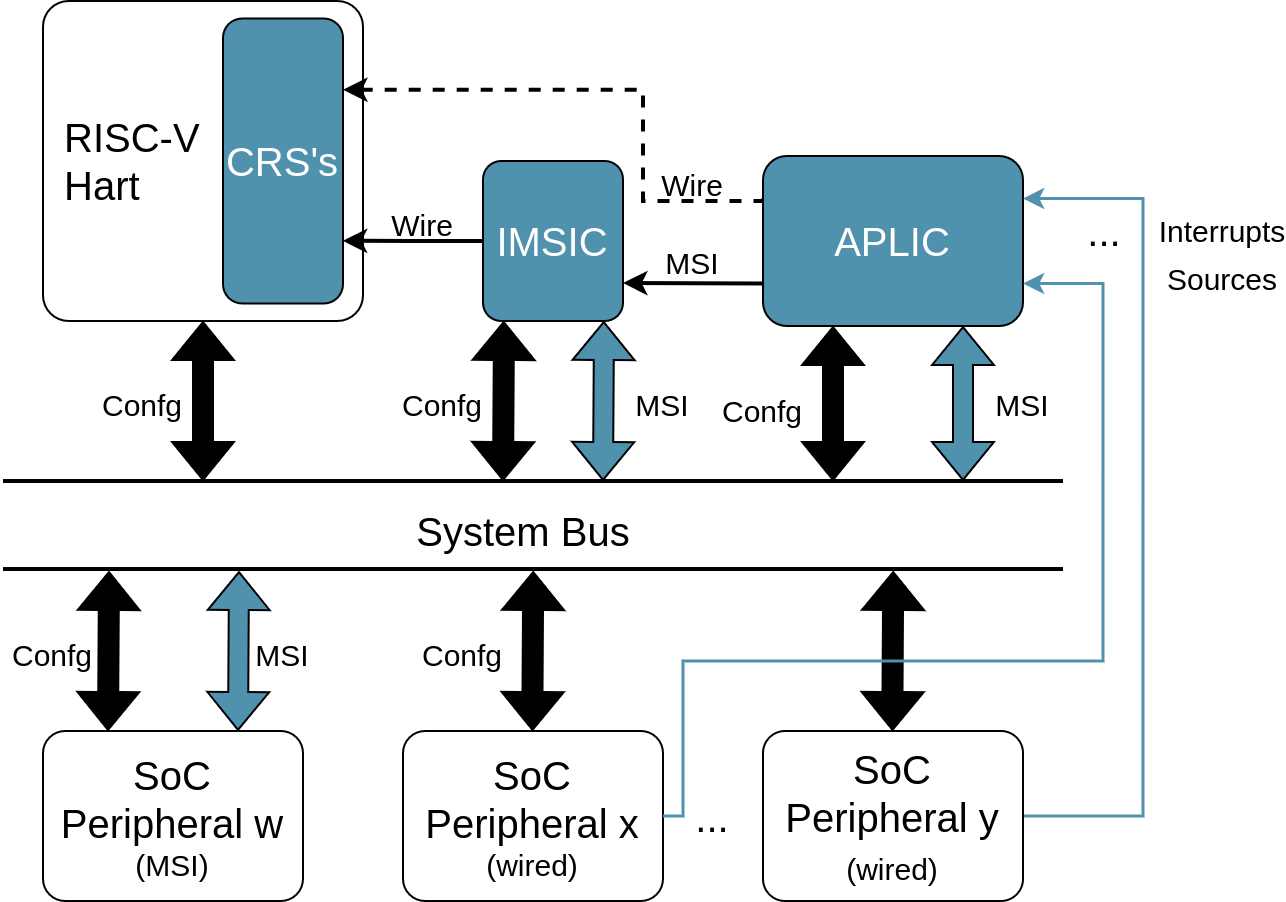 RISC-V
Hart
CRS's
Wire
IMSIC
Wire
MSI
APLIC
...
Interrupts
Sources
Confg
Confg
MSI
Confg
MSI
System Bus
Confg
MSI
Confg
SoC
Peripheral w
(MSI)
SoC
Peripheral x
(wired)
...
SoC
Peripheral y
(wired)